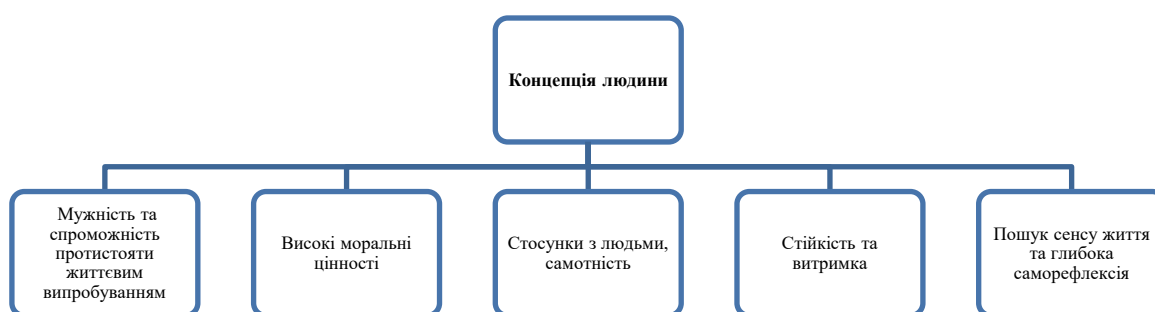 Концепція людини
Мужність та
спроможність
протистояти
життєвим
випробуванням
Високі моральні
цінності
Стосунки з людьми,
самотність
Стійкість та
витримка
Пошук сенсу життя
та глибока
саморефлексія